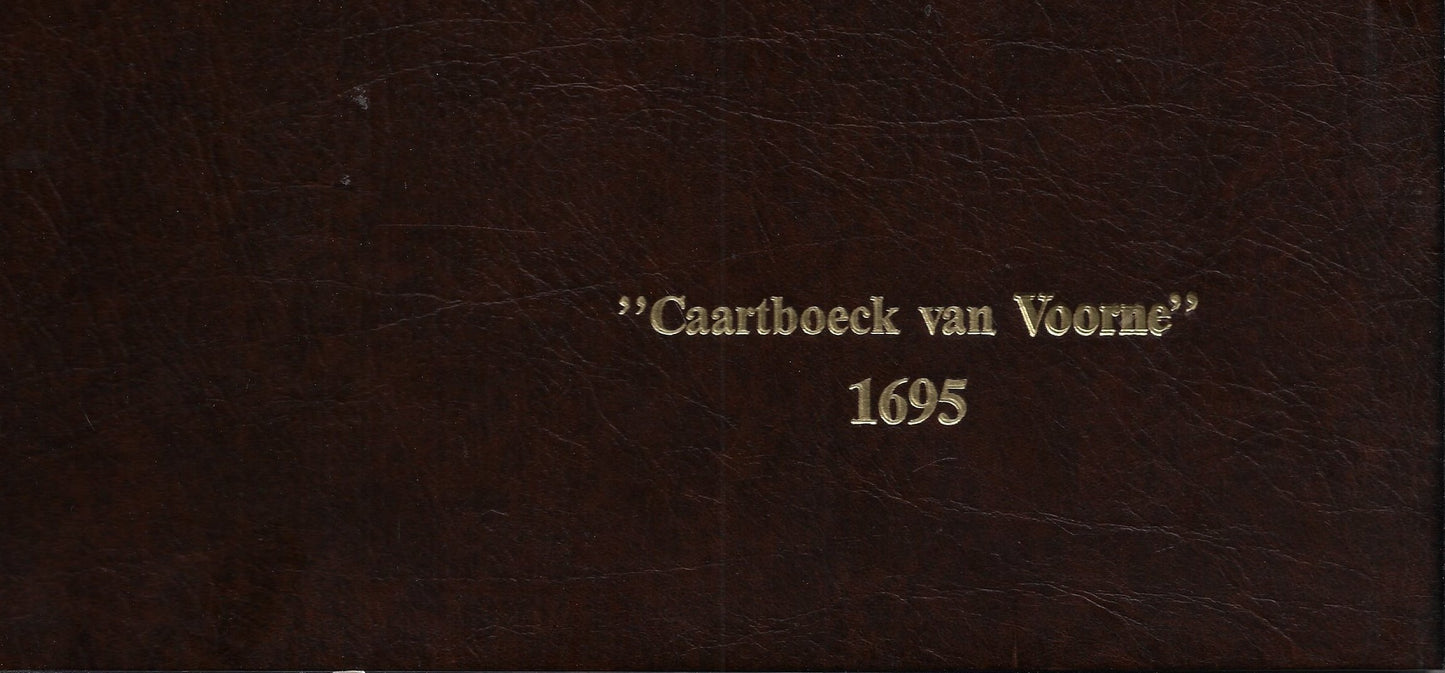 ”Caartboeck van Voorne”
1695